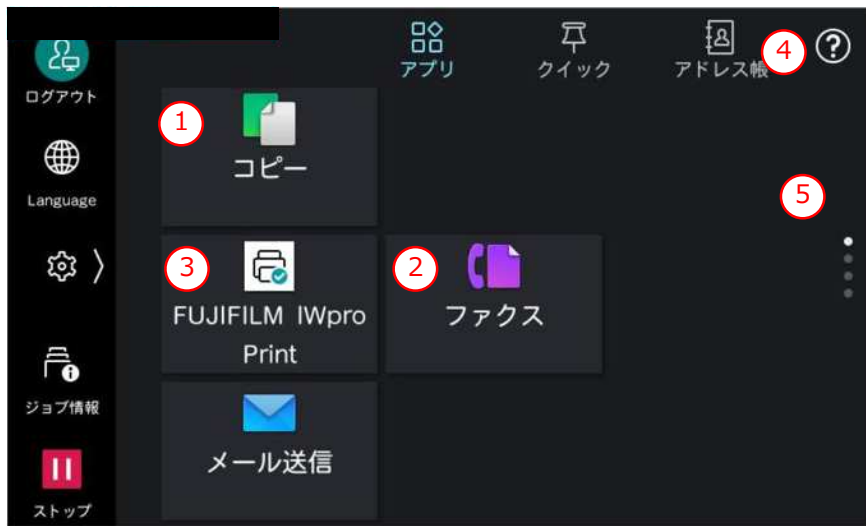 アプリ
クイック
アドレス帳
4
?
ログアウト
Language
ジョブ情報
ストップ
1
コピー
5
3
FUJIFILM IWpro
Print
2
ファクス
メール送信